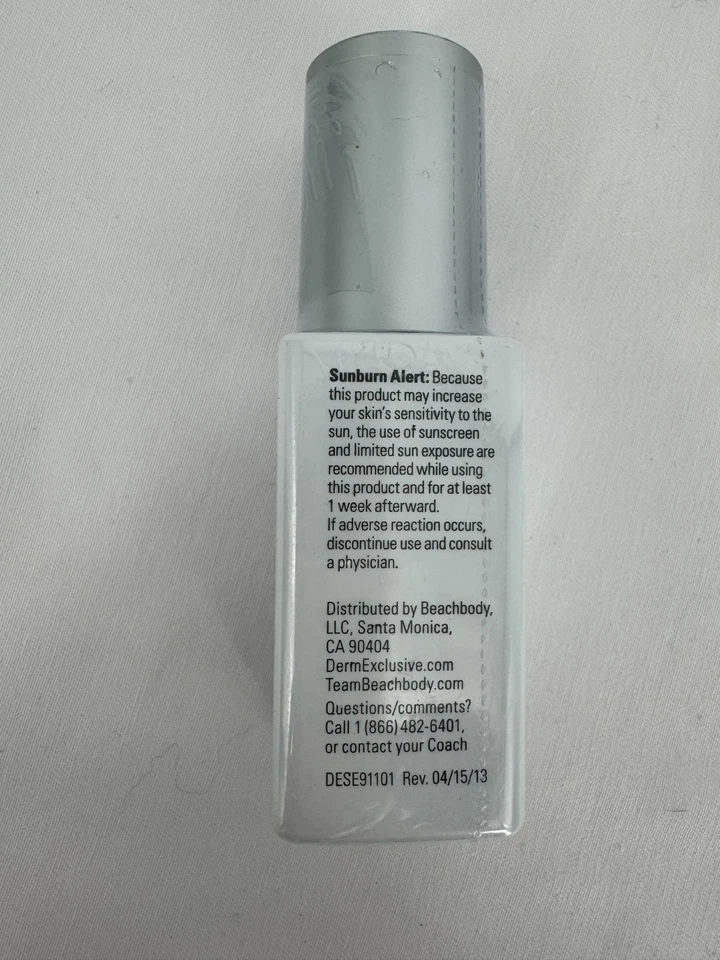 Sunburn Alert: Because
this product may increase
your skin's sensitivity to the
sun, the use of sunscreen
and limited sun exposure are
recommended while using
this product and for at least
1 week afterward.
If adverse reaction occurs,
discontinue use and consult
a physician.
Distributed by Beachbody,
LLC, Santa Monica,
CA 90404
DermExclusive.com
TeamBeachbody.com
Questions/comments?
Call 1 (866) 482-6401,
or contact your Coach
DESE91101 Rev. 04/15/13